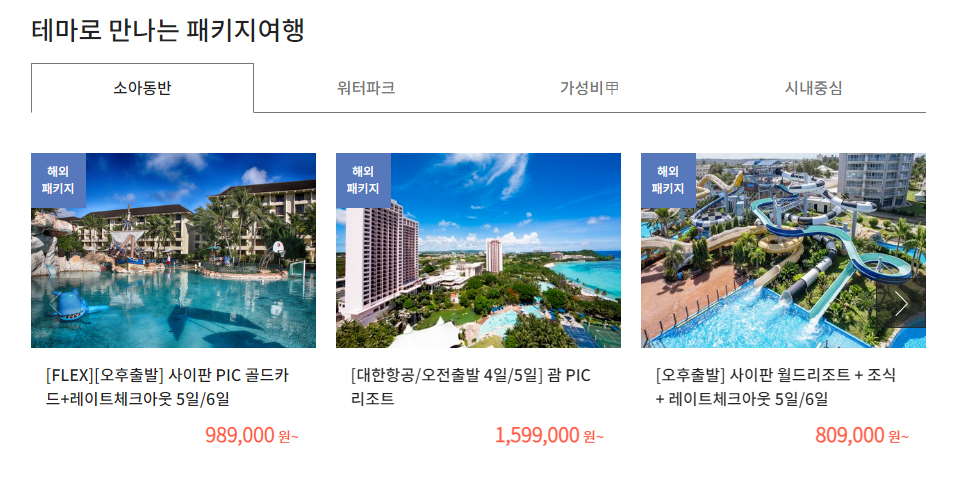 테마로 만나는 패키지여행
소아동반
워터파크
가성비甲
시내중심
해외
패키지
해외
패키지
해외
패키지
[FLEX][오후출발] 사이판 PIC 골드카
드+레이트체크아웃 5일/6일
989,000 원~
[대한항공/오전출발 4일/5일] 괌 PIC
리조트
1,599,000 원~
[오후출발] 사이판 월드리조트 + 조식
+ 레이트체크아웃 5일/6일
809,000 원~